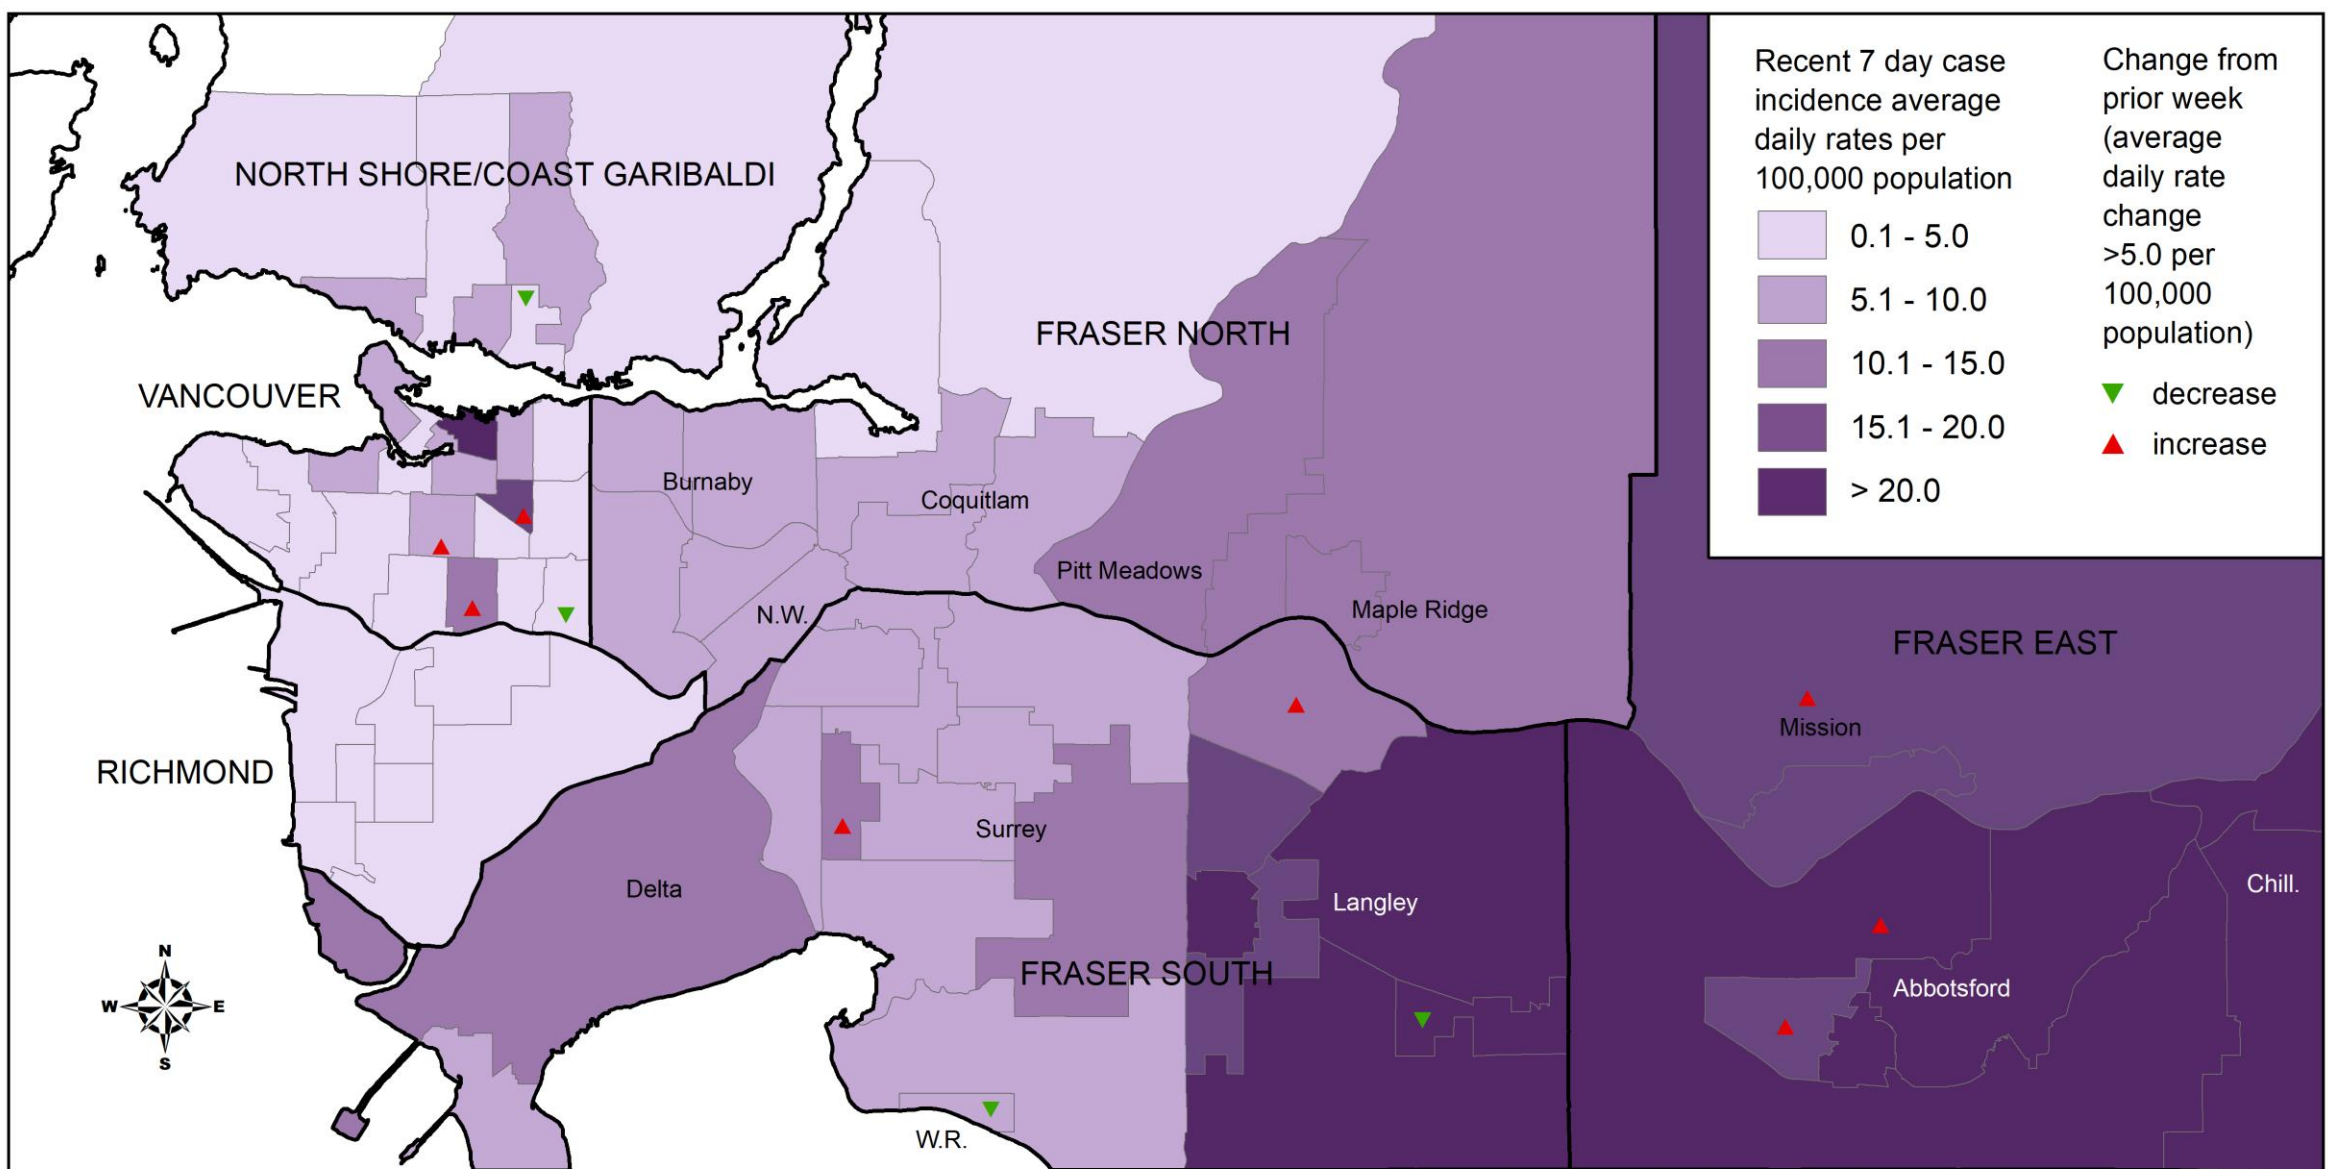 Recent 7 day case
incidence average
daily rates per
100,000 population
0.1 - 5.0
5.1 - 10.0
10.1 - 15.0
15.1 - 20.0
> 20.0
Change from
prior week
(average
daily rate
change
>5.0 per
100,000
population)
decrease
increase
NORTH SHORE/COAST GARIBALDI
FRASER NORTH
VANCOUVER
Burnaby
Coquitlam
Pitt Meadows
Maple Ridge
N.W.
FRASER EAST
Mission
RICHMOND
Surrey
Delta
Langley
Chill.
FRASER SOUTH
Abbotsford
N
W
E
S
W.R.